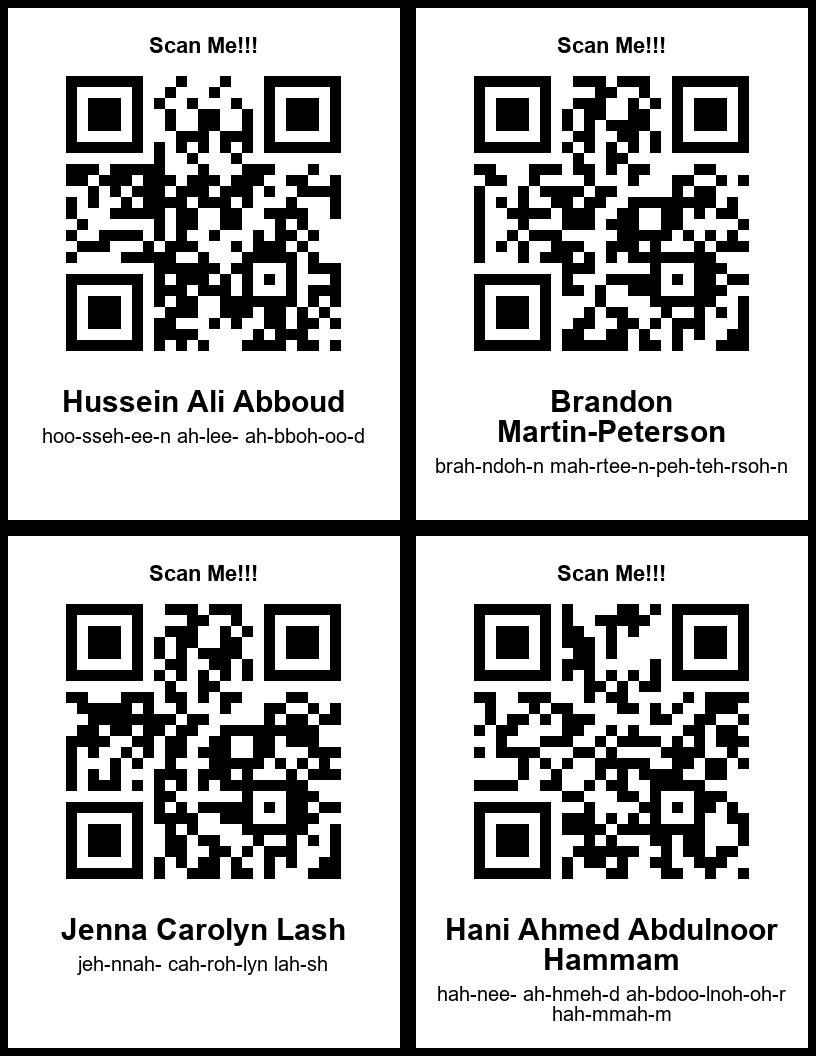 Scan Me!!!
Hussein Ali Abboud
hoo-sseh-ee-n ah-lee- ah-bboh-oo-d
Scan Me!!!
Brandon
Martin-Peterson
brah-ndoh-n mah-rtee-n-peh-teh-rsoh-n
Scan Me!!!
Jenna Carolyn Lash
jeh-nnah- cah-roh-lyn lah-sh
Scan Me!!!
Hani Ahmed Abdulnoor
Hammam
hah-nee- ah-hmeh-d ah-bdoo-lnoh-oh-r
hah-mmah-m